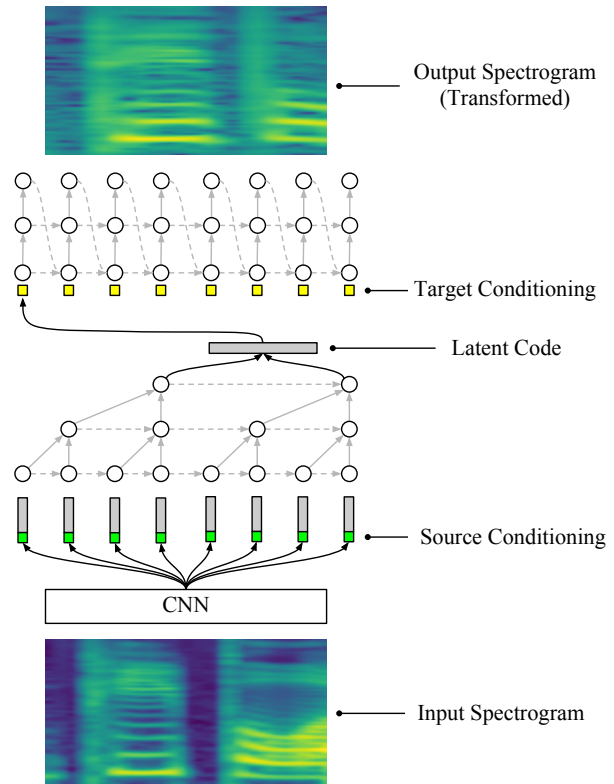 Output Spectrogram
(Transformed)
Target Conditioning
Latent Code
Source Conditioning
CNN
Input Spectrogram